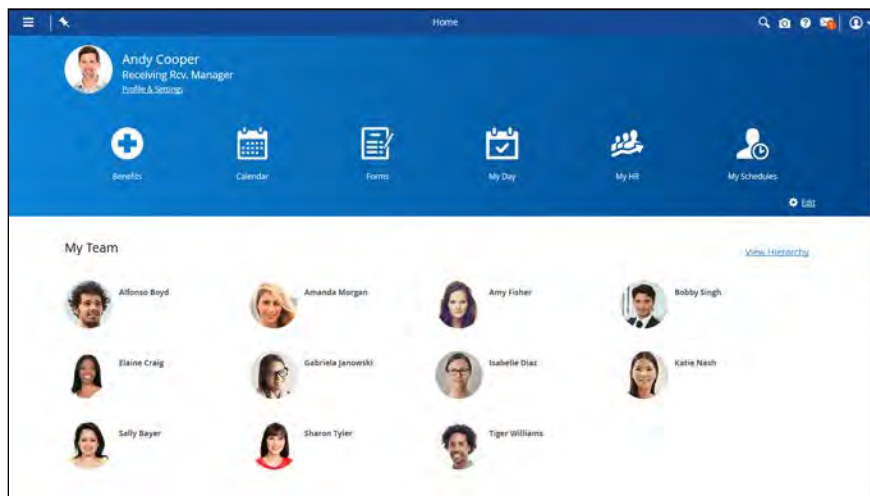 Home
Andy Cooper
Receiving Rcv. Manager
Profile & Settings
Benefits
Calendar
Forms
My Day
My HR
My Schedules
Edit
My Team
View Hierarchy
Alfonso Boyd
Amanda Morgan
Amy Fisher
Bobby Singh
Elaine Craig
Gabriela Janowski
Isabelle Diaz
Katie Nash
Sally Bayer
Sharon Tyler
Tiger Williams